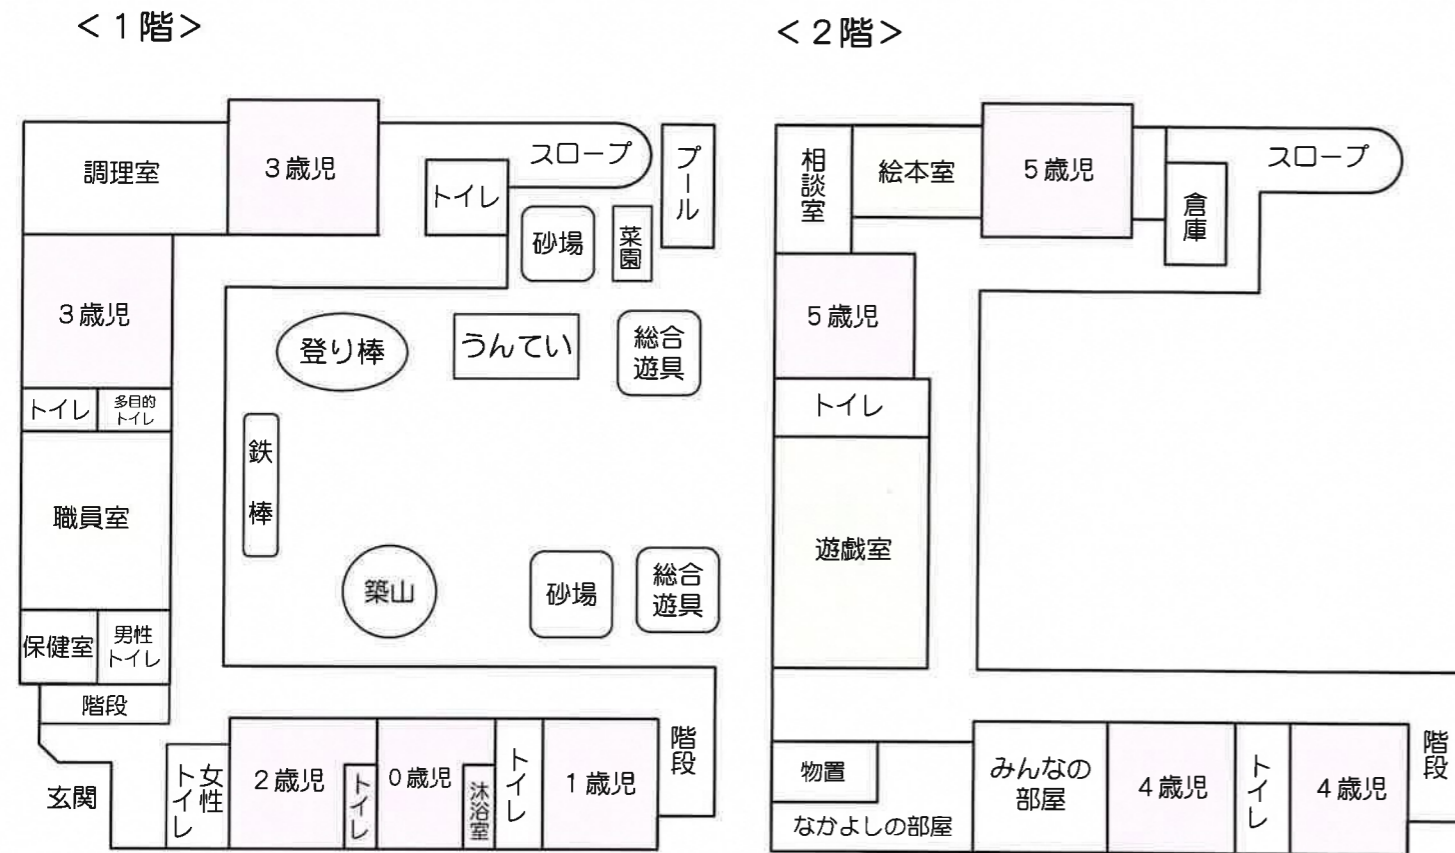 ＜１階＞
調理室
３歳児
スロープ
プール
トイレ
砂場
菜園
３歳児
登り棒
うんてい
総合
遊具
トイレ
多目的
トイレ
鉄棒
職員室
築山
砂場
総合
遊具
保健室
男性
トイレ
階段
玄関
女性
トイレ
２歳児
トイレ
０歳児
沐浴室
トイレ
１歳児
階段
＜２階＞
相談室
絵本室
５歳児
スロープ
倉庫
５歳児
トイレ
遊戯室
物置
なかよしの部屋
みんなの
部屋
４歳児
トイレ
４歳児
階段